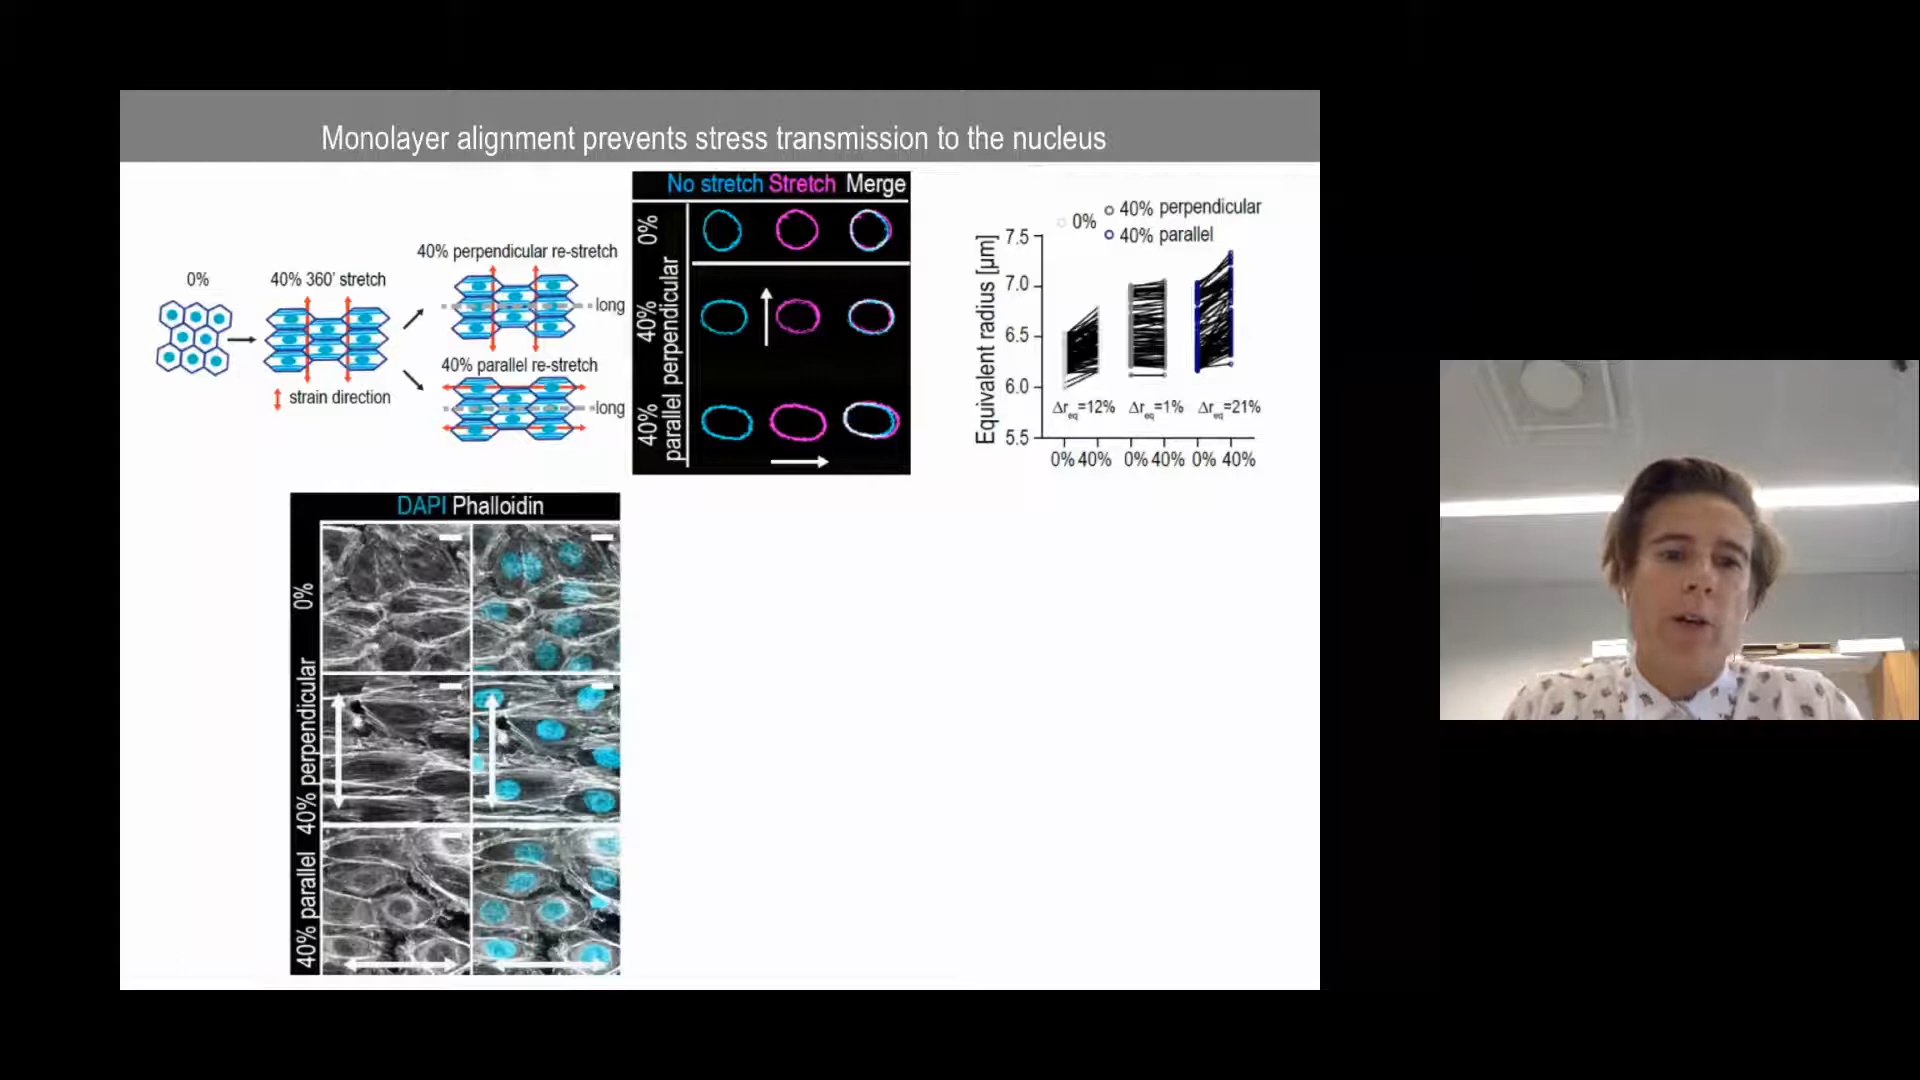 Monolayer alignment prevents stress transmission to the nucleus
0%
40% 360' stretch
strain direction
40% perpendicular re-stretch
long
40% parallel re-stretch
long
No stretch Stretch Merge
0%
40%
perpendicular
40%
parallel
0%
40% perpendicular
40% parallel
Equivalent radius [µm]
7.5
7.0
6.5
6.0
5.5
Δreq=12% Δreq=1% Δreq=21%
0% 40% 0% 40% 0% 40%
DAPI Phalloidin
0%
40% perpendicular
40% parallel